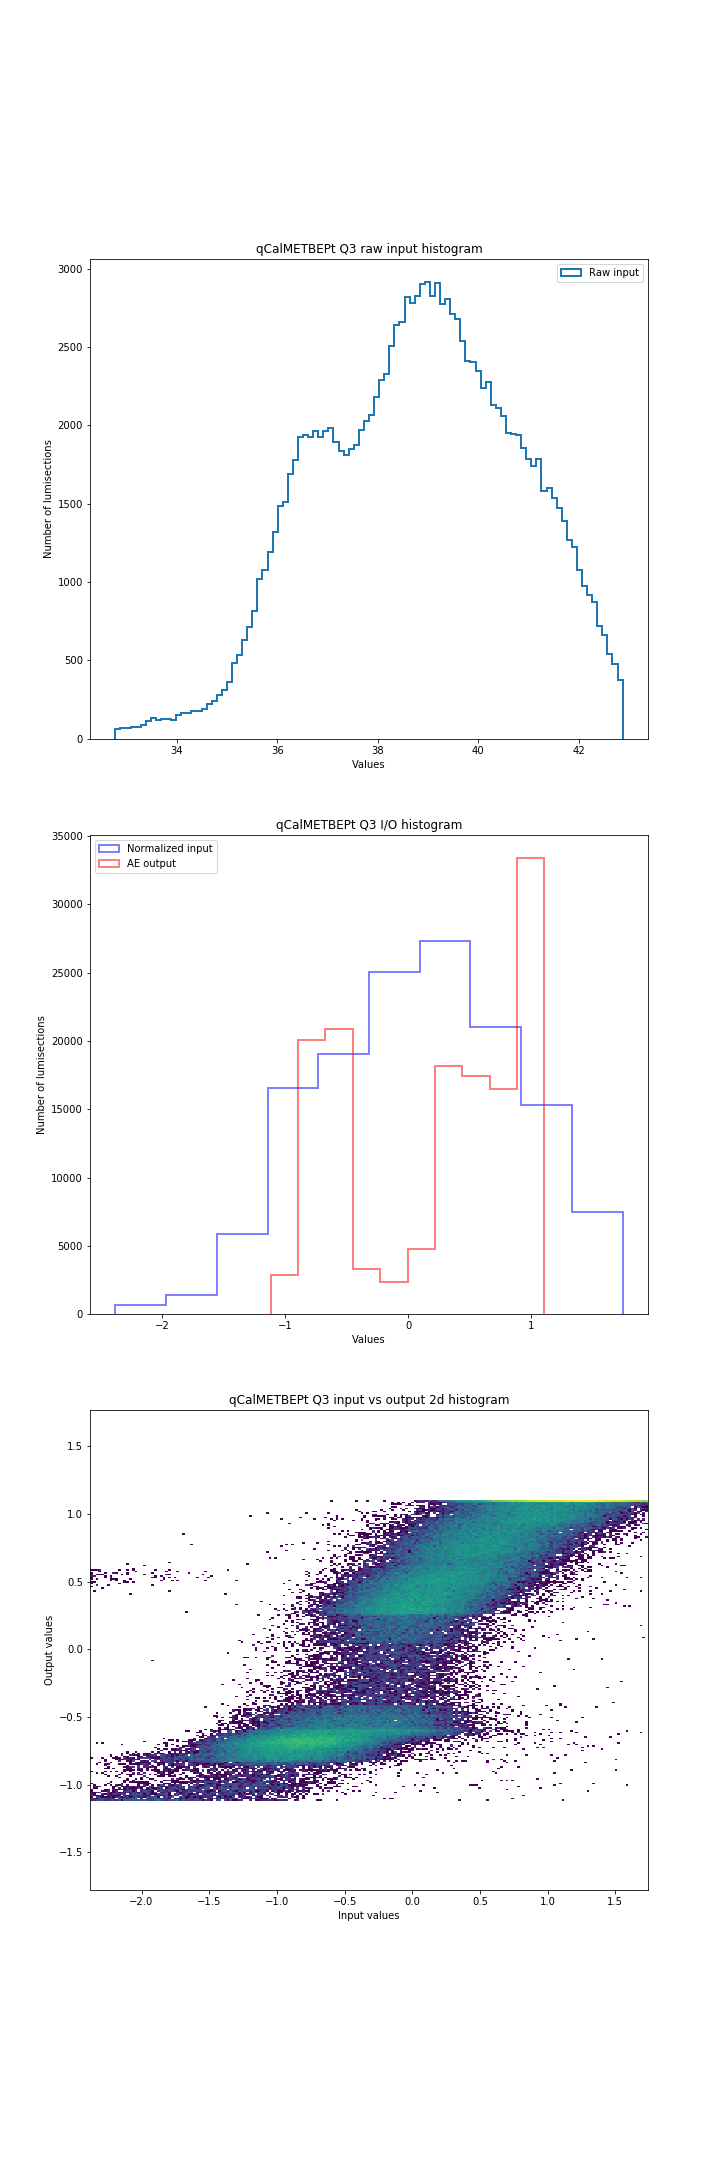 qCalMETBEPt Q3 raw input histogram
3000
2500
2000
1500
1000
500
0
Number of lumisections
Raw input
34 36 38 40 42
Values
qCalMETBEPt Q3 I/O histogram
35000
30000
25000
20000
15000
10000
5000
0
Number of lumisections
Normalized input
AE output
−2 −1 0 1
Values
qCalMETBEPt Q3 input vs output 2d histogram
1.5
1.0
0.5
0.0
−0.5
−1.0
−1.5
Output values
−2.0 −1.5 −1.0 −0.5 0.0 0.5 1.0 1.5
Input values